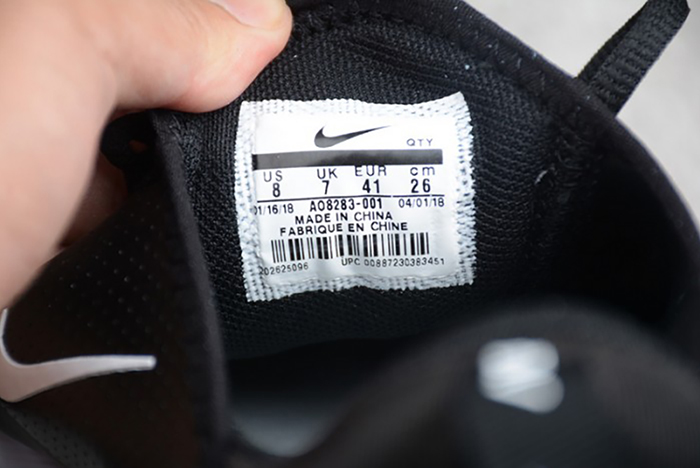 QTY
US UK EUR cm
8 7 41 26
01/16/18 AO8283-001 04/01/18
MADE IN CHINA
FABRIQUE EN CHINE
202625096 UPC 00887230383451